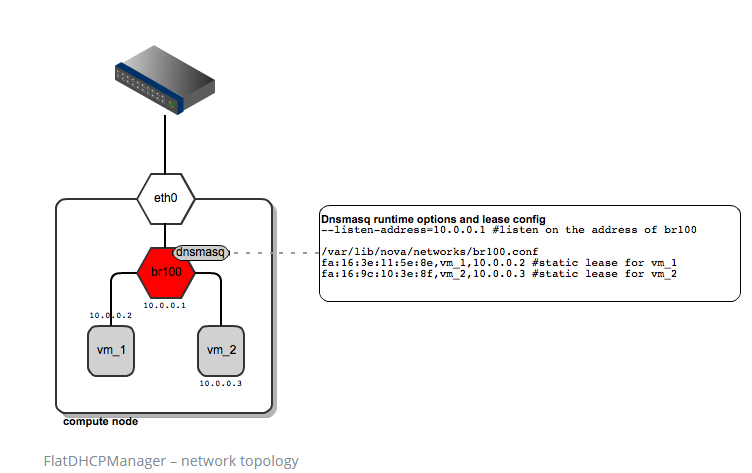 eth0
dnsmasq
br100
10.0.0.1
10.0.0.2
vm_1
vm_2
10.0.0.3
compute node
Dnsmasq runtime options and lease config
--listen-address=10.0.0.1 #listen on the address of br100
/var/lib/nova/networks/br100.conf
fa:16:3e:11:5e:8e,vm_1,10.0.0.2 #static lease for vm_1
fa:16:9c:10:3e:8f,vm_2,10.0.0.3 #static lease for vm_2
FlatDHCPManager – network topology